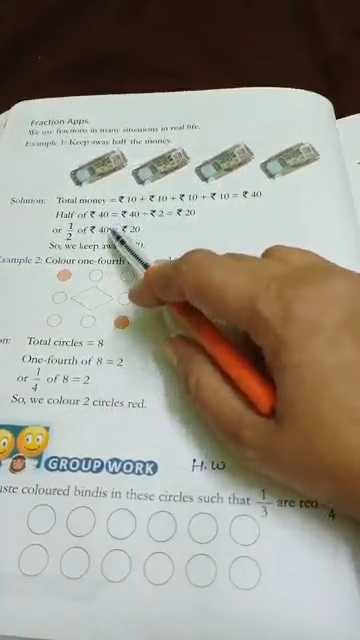 Fraction Apps
We use fractions in many situations in real life.
Example 1: Keep away half the money.
Solution: Total money = ₹ 10 + ₹ 10 + ₹ 10 + ₹ 10 = ₹ 40
Half of ₹ 40 = ₹ 40 ÷ ₹ 2 = ₹ 20
or 1/2 of ₹ 40 = ₹ 20
So, we keep away 20.
Example 2: Colour one-fourth
on: Total circles = 8
One-fourth of 8 = 2
or 1/4 of 8 = 2
So, we colour 2 circles red.
GROUP WORK
H.W
aste coloured bindis in these circles such that 1/3 are red
4